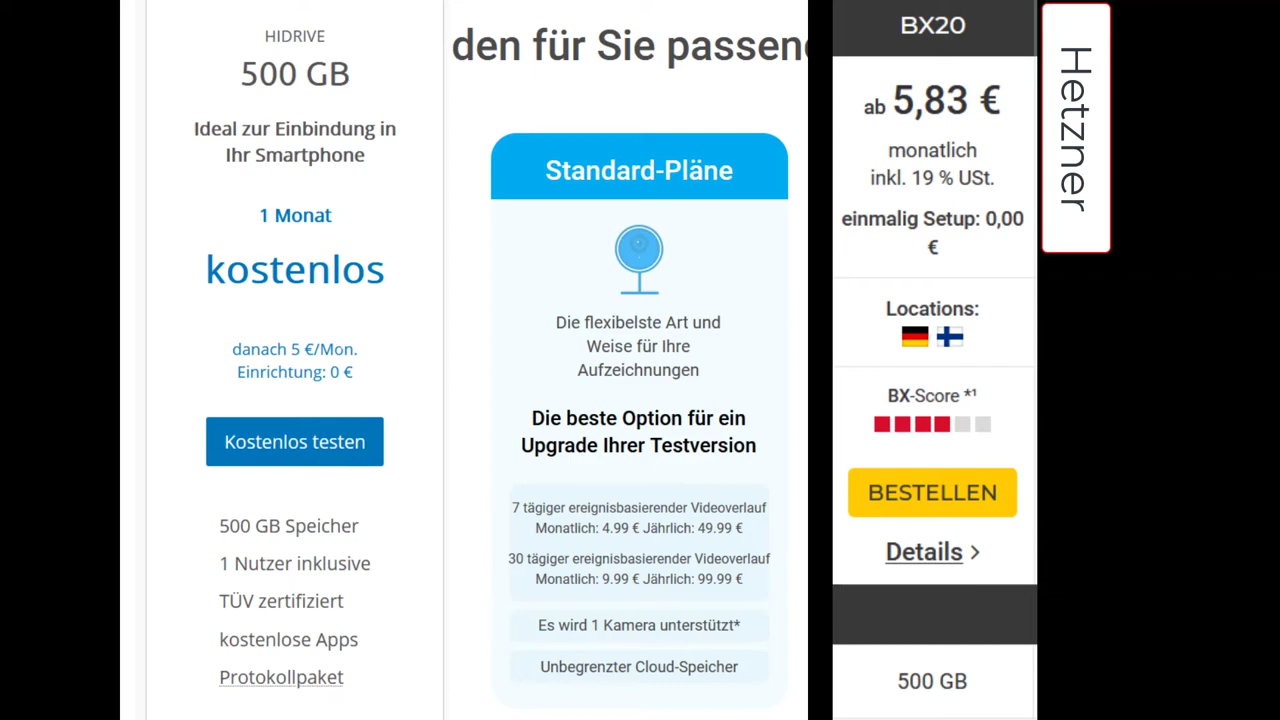 HIDRIVE
500 GB
Ideal zur Einbindung in
Ihr Smartphone
1 Monat
kostenlos
danach 5 €/Mon.
Einrichtung: 0 €
Kostenlos testen
500 GB Speicher
1 Nutzer inklusive
TÜV zertifiziert
kostenlose Apps
Protokollpaket
den für Sie passend
Standard-Pläne
Die flexibelste Art und
Weise für Ihre
Aufzeichnungen
Die beste Option für ein
Upgrade Ihrer Testversion
7 tägiger ereignisbasierender Videoverlauf
Monatlich: 4.99 € Jährlich: 49.99 €
30 tägiger ereignisbasierender Videoverlauf
Monatlich: 9.99 € Jährlich: 99.99 €
Es wird 1 Kamera unterstützt*
Unbegrenzter Cloud-Speicher
BX20
ab 5,83 €
monatlich
inkl. 19 % USt.
einmalig Setup: 0,00
€
Locations:
BX-Score *¹
BESTELLEN
Details >
500 GB
Hetzner